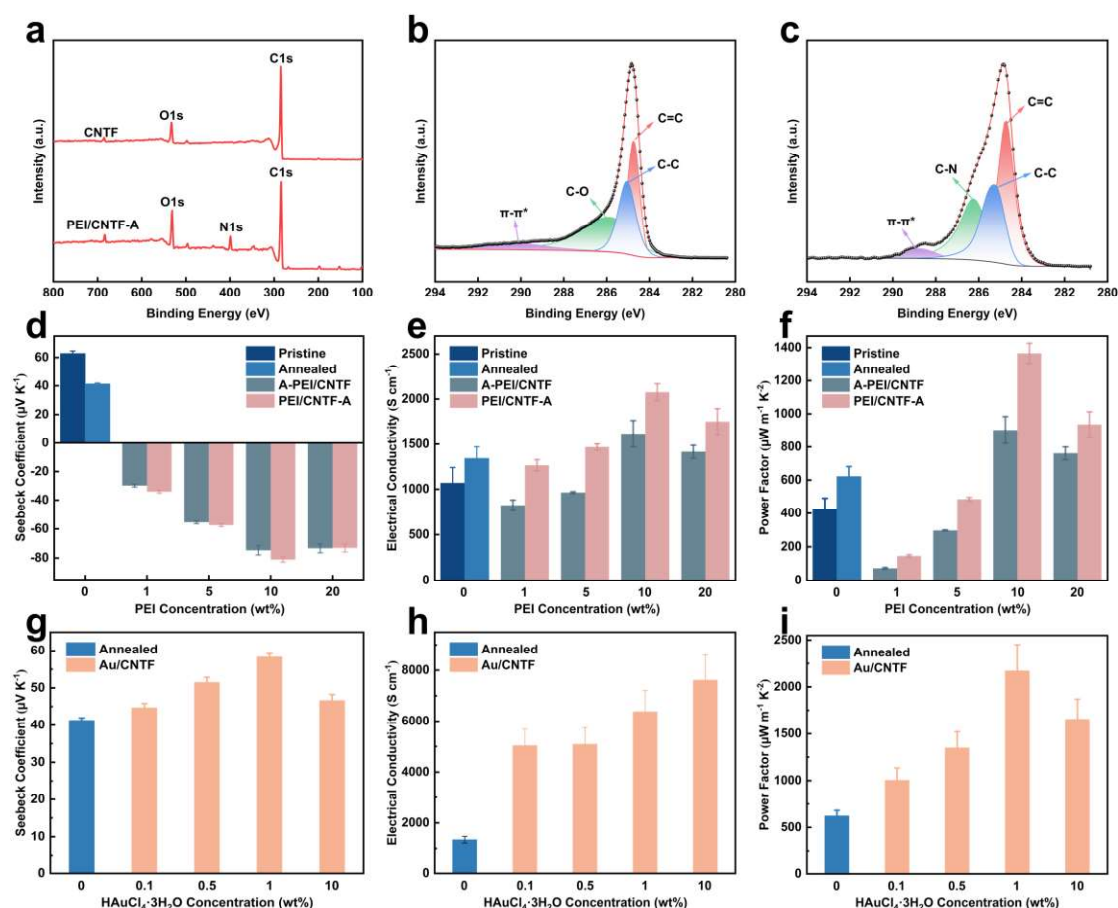 a
Intensity (a.u.)
CNTF
O1s
C1s
PEI/CNTF-A
O1s
N1s
C1s
800 700 600 500 400 300 200 100
Binding Energy (eV)
b
Intensity (a.u.)
C=C
C-C
C-O
π-π*
294 292 290 288 286 284 282 280
Binding Energy (eV)
c
Intensity (a.u.)
C=C
C-N
C-C
π-π*
294 292 290 288 286 284 282 280
Binding Energy (eV)
d
Seebeck Coefficient (µV K⁻¹)
60
40
20
0
-20
-40
-60
-80
Pristine
Annealed
A-PEI/CNTF
PEI/CNTF-A
0 1 5 10 20
PEI Concentration (wt%)
e
Electrical Conductivity (S cm⁻¹)
2500
2000
1500
1000
500
0
Pristine
Annealed
A-PEI/CNTF
PEI/CNTF-A
0 1 5 10 20
PEI Concentration (wt%)
f
Power Factor (µW m⁻¹ K⁻²)
1400
1200
1000
800
600
400
200
0
Pristine
Annealed
A-PEI/CNTF
PEI/CNTF-A
0 1 5 10 20
PEI Concentration (wt%)
g
Seebeck Coefficient (µV K⁻¹)
60
50
40
30
20
10
0
Annealed
Au/CNTF
0 0.1 0.5 1 10
HAuCl₄·3H₂O Concentration (wt%)
h
Electrical Conductivity (S cm⁻¹)
8000
6000
4000
2000
0
Annealed
Au/CNTF
0 0.1 0.5 1 10
HAuCl₄·3H₂O Concentration (wt%)
i
Power Factor (µW m⁻¹ K⁻²)
2500
2000
1500
1000
500
0
Annealed
Au/CNTF
0 0.1 0.5 1 10
HAuCl₄·3H₂O Concentration (wt%)